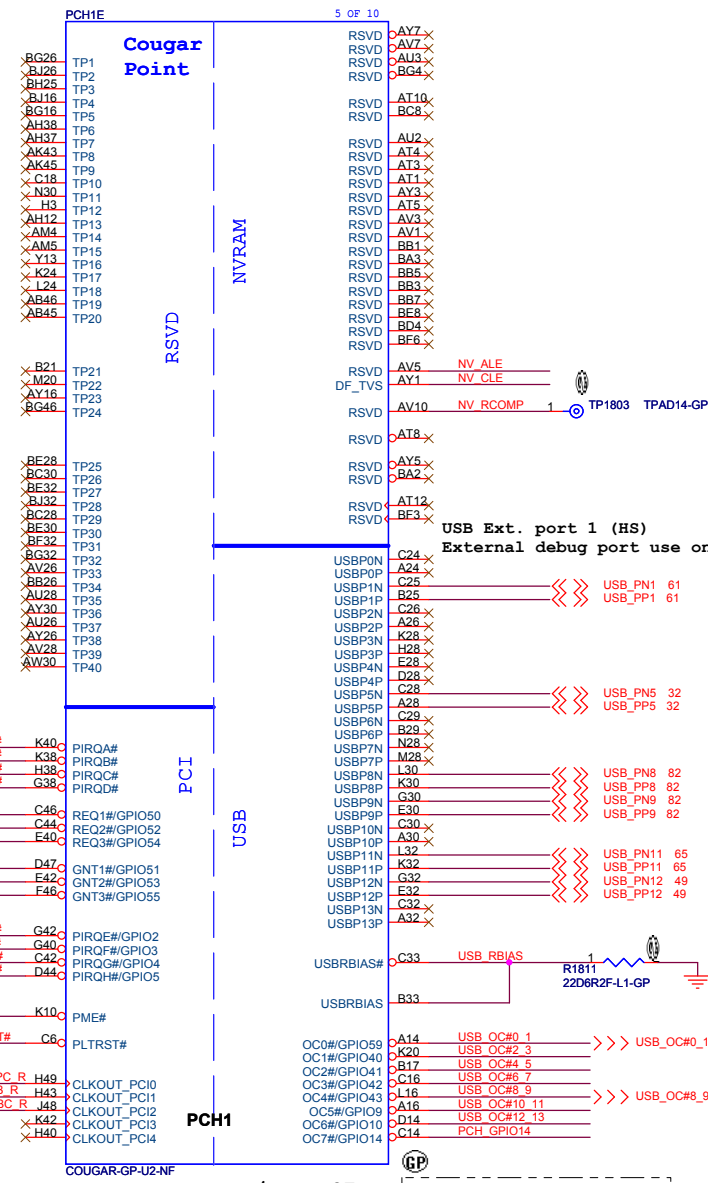 PCH1E
5 OF 10
Cougar
Point
BG26 TP1
BJ26 TP2
BH25 TP3
BJ16 TP4
BG16 TP5
AH38 TP6
AH37 TP7
AK43 TP8
AK45 TP9
C18 TP10
N30 TP11
H3 TP12
AH12 TP13
AM4 TP14
AM5 TP15
Y13 TP16
K24 TP17
L24 TP18
AB46 TP19
AB45 TP20
B21 TP21
M20 TP22
AY16 TP23
BG46 TP24
BE28 TP25
BC30 TP26
BE32 TP27
BJ32 TP28
BC28 TP29
BE30 TP30
BF32 TP31
BG32 TP32
AV26 TP33
BB26 TP34
AU28 TP35
AY30 TP36
AU26 TP37
AY26 TP38
AV28 TP39
AW30 TP40
RSVD
NVRAM
RSVD AY7
RSVD AV7
RSVD AU3
RSVD BG4
RSVD AT10
RSVD BC8
RSVD AU2
RSVD AT4
RSVD AT3
RSVD AT1
RSVD AY3
RSVD AT5
RSVD AV3
RSVD AV1
RSVD BB1
RSVD BA3
RSVD BB5
RSVD BB3
RSVD BB7
RSVD BE8
RSVD BD4
RSVD BF6
RSVD AV5 NV_ALE
DF_TVS AY1 NV_CLE
RSVD AV10 NV_RCOMP 1 TP1803 TPAD14-GP
RSVD AT8
RSVD AY5
RSVD BA2
RSVD AT12
RSVD BF3
USB Ext. port 1 (HS)
External debug port use on
USBP0N C24
USBP0P A24
USBP1N C25 USB_PN1 61
USBP1P B25 USB_PP1 61
USBP2N C26
USBP2P A26
USBP3N K28
USBP3P H28
USBP4N E28
USBP4P D28
USBP5N C28 USB_PN5 32
USBP5P A28 USB_PP5 32
USBP6N C29
USBP6P B29
USBP7N N28
USBP7P M28
USBP8N L30 USB_PN8 82
USBP8P K30 USB_PP8 82
USBP9N G30 USB_PN9 82
USBP9P E30 USB_PP9 82
USBP10N C30
USBP10P A30
USBP11N L32 USB_PN11 65
USBP11P K32 USB_PP11 65
USBP12N G32 USB_PN12 49
USBP12P E32 USB_PP12 49
USBP13N C32
USBP13P A32
USB
PCI
K40 PIRQA#
K38 PIRQB#
H38 PIRQC#
G38 PIRQD#
C46 REQ1#/GPIO50
C44 REQ2#/GPIO52
E40 REQ3#/GPIO54
D47 GNT1#/GPIO51
E42 GNT2#/GPIO53
F46 GNT3#/GPIO55
G42 PIRQE#/GPIO2
G40 PIRQF#/GPIO3
C42 PIRQG#/GPIO4
D44 PIRQH#/GPIO5
K10 PME#
T# C6 PLTRST#
PC_R H49 CLKOUT_PCI0
B_R H43 CLKOUT_PCI1
BC_R J48 CLKOUT_PCI2
K42 CLKOUT_PCI3
H40 CLKOUT_PCI4
USBRBIAS# C33 USB_RBIAS 1
R1811
22D6R2F-L1-GP
USBRBIAS B33
OC0#/GPIO59 A14 USB_OC#0_1 USB_OC#0_1
OC1#/GPIO40 K20 USB_OC#2_3
OC2#/GPIO41 B17 USB_OC#4_5
OC3#/GPIO42 C16 USB_OC#6_7
OC4#/GPIO43 L16 USB_OC#8_9 USB_OC#8_9
OC5#/GPIO9 A16 USB_OC#10_11
OC6#/GPIO10 D14 USB_OC#12_13
OC7#/GPIO14 C14 PCH_GPIO14
PCH1
COUGAR-GP-U2-NF
GP